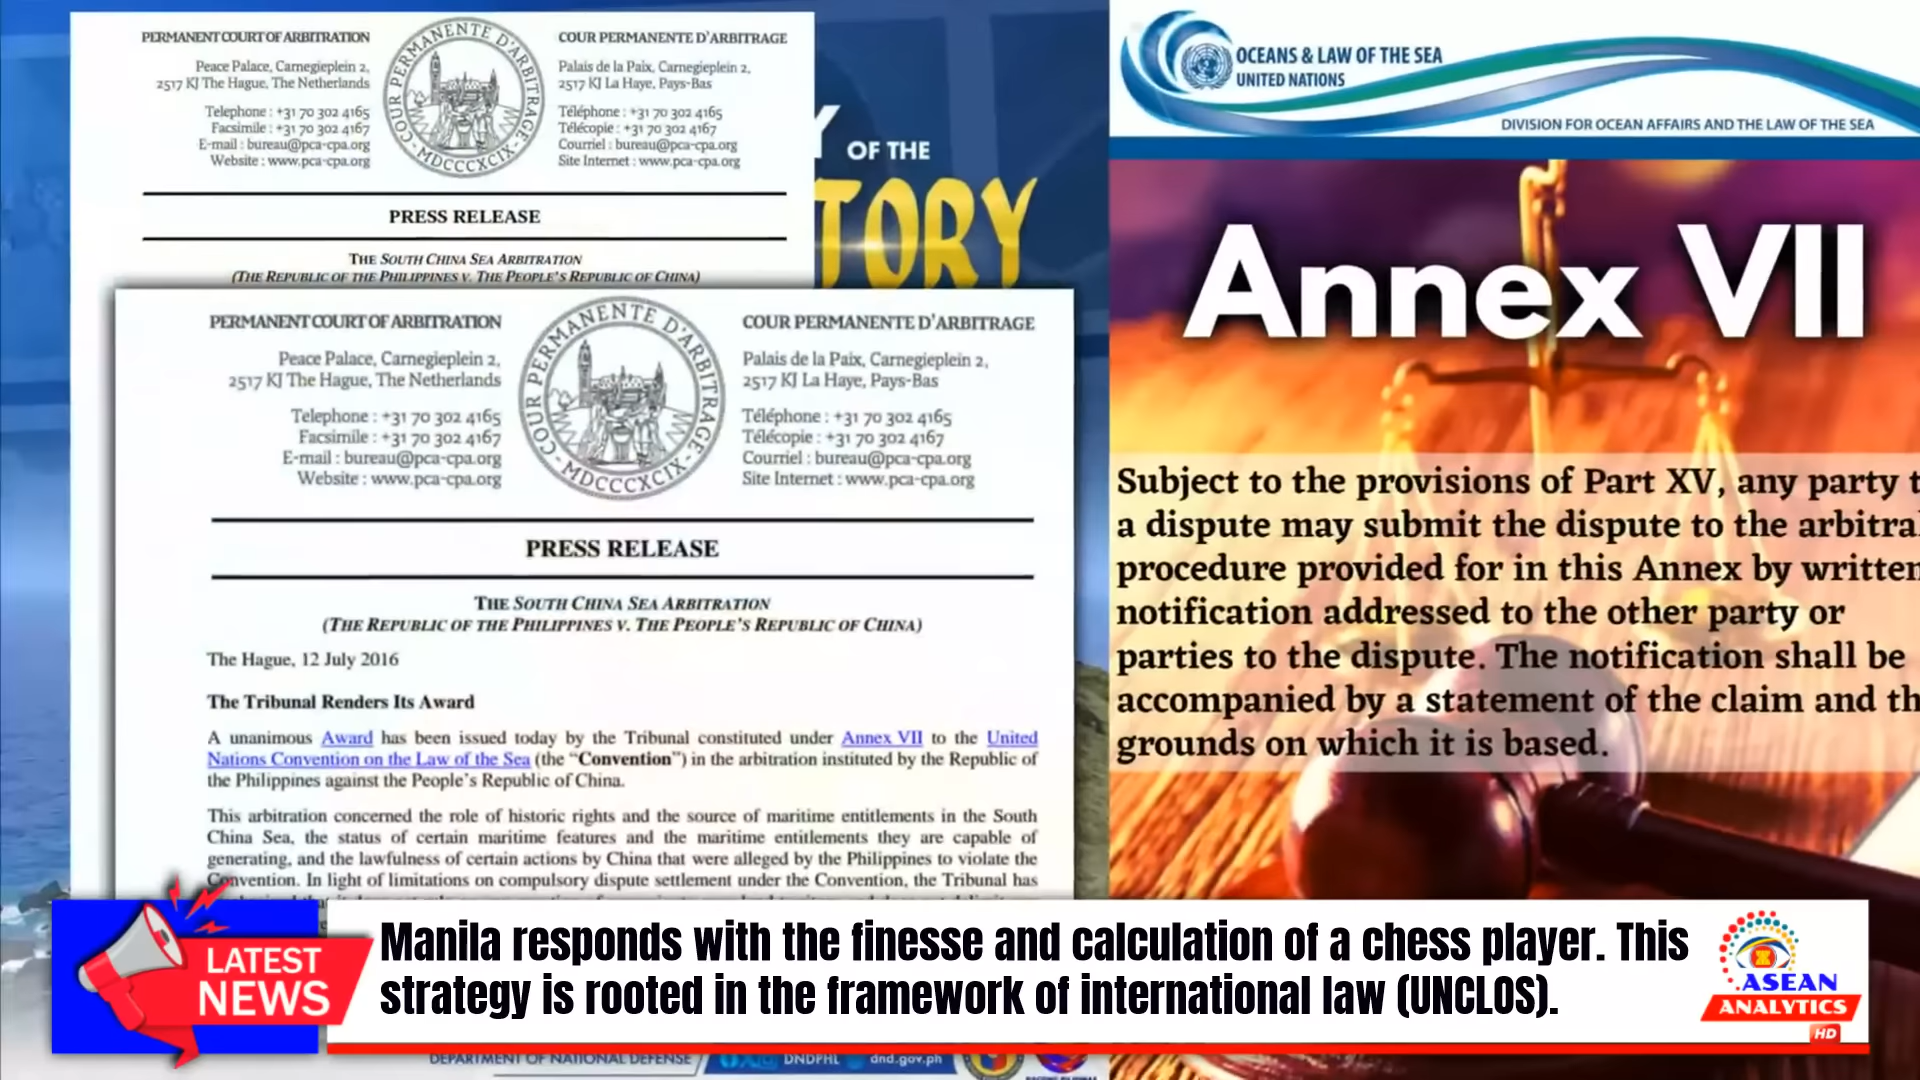 PERMANENT COURT OF ARBITRATION
Peace Palace, Carnegieplein 2,
2517 KJ The Hague, The Netherlands
Telephone : +31 70 302 4165
Facsimile : +31 70 302 4167
E-mail : bureau@pca-cpa.org
Website : www.pca-cpa.org
COUR PERMANENTE D'ARBITRAGE
MDCCCXCIX
COUR PERMANENTE D'ARBITRAGE
Palais de la Paix, Carnegieplein 2,
2517 KJ La Haye, Pays-Bas
Téléphone : +31 70 302 4165
Télécopie : +31 70 302 4167
Courriel : bureau@pca-cpa.org
Site Internet : www.pca-cpa.org
PRESS RELEASE
THE SOUTH CHINA SEA ARBITRATION
(THE REPUBLIC OF THE PHILIPPINES V. THE PEOPLE'S REPUBLIC OF CHINA)
Y OF THE
TORY
PERMANENT COURT OF ARBITRATION
Peace Palace, Carnegieplein 2,
2517 KJ The Hague, The Netherlands
Telephone : +31 70 302 4165
Facsimile : +31 70 302 4167
E-mail : bureau@pca-cpa.org
Website : www.pca-cpa.org
COUR PERMANENTE D'ARBITRAGE
MDCCCXCIX
COUR PERMANENTE D'ARBITRAGE
Palais de la Paix, Carnegieplein 2,
2517 KJ La Haye, Pays-Bas
Téléphone : +31 70 302 4165
Télécopie : +31 70 302 4167
Courriel : bureau@pca-cpa.org
Site Internet : www.pca-cpa.org
PRESS RELEASE
THE SOUTH CHINA SEA ARBITRATION
(THE REPUBLIC OF THE PHILIPPINES V. THE PEOPLE'S REPUBLIC OF CHINA)
The Hague, 12 July 2016
The Tribunal Renders Its Award
A unanimous Award has been issued today by the Tribunal constituted under Annex VII to the United
Nations Convention on the Law of the Sea (the “Convention”) in the arbitration instituted by the Republic of
the Philippines against the People's Republic of China.
This arbitration concerned the role of historic rights and the source of maritime entitlements in the South
China Sea, the status of certain maritime features and the maritime entitlements they are capable of
generating, and the lawfulness of certain actions by China that were alleged by the Philippines to violate the
Convention. In light of limitations on compulsory dispute settlement under the Convention, the Tribunal has
OCEANS & LAW OF THE SEA
UNITED NATIONS
DIVISION FOR OCEAN AFFAIRS AND THE LAW OF THE SEA
Annex VII
Subject to the provisions of Part XV, any party t
a dispute may submit the dispute to the arbitral
procedure provided for in this Annex by written
notification addressed to the other party or
parties to the dispute. The notification shall be
accompanied by a statement of the claim and th
grounds on which it is based.
LATEST
NEWS
Manila responds with the finesse and calculation of a chess player. This
strategy is rooted in the framework of international law (UNCLOS).
ASEAN
ANALYTICS
HD
DEPARTMENT OF NATIONAL DEFENSE
DNDPHL
dnd.gov.ph